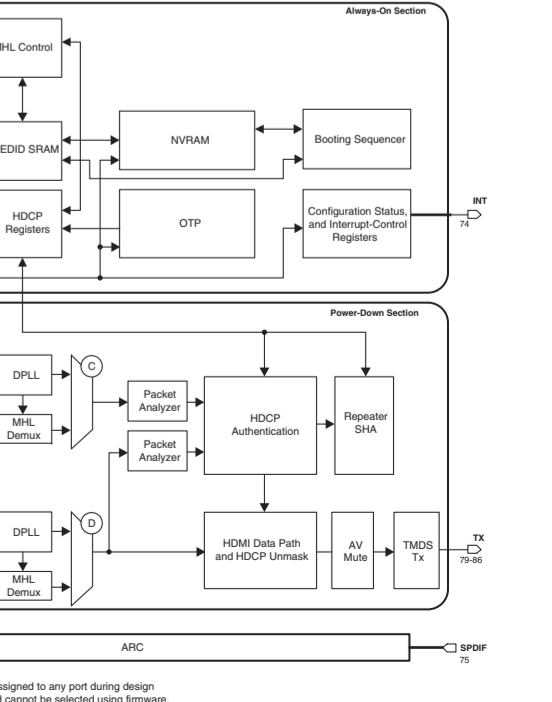 Always-On Section
MHL Control
EDID SRAM
NVRAM
Booting Sequencer
HDCP
Registers
OTP
Configuration Status,
and Interrupt-Control
Registers
INT
74
Power-Down Section
DPLL
C
MHL
Demux
Packet
Analyzer
Packet
Analyzer
HDCP
Authentication
Repeater
SHA
DPLL
D
MHL
Demux
HDMI Data Path
and HDCP Unmask
AV
Mute
TMDS
Tx
TX
79-86
ARC
SPDIF
75
ssigned to any port during design
d cannot be selected using firmware.